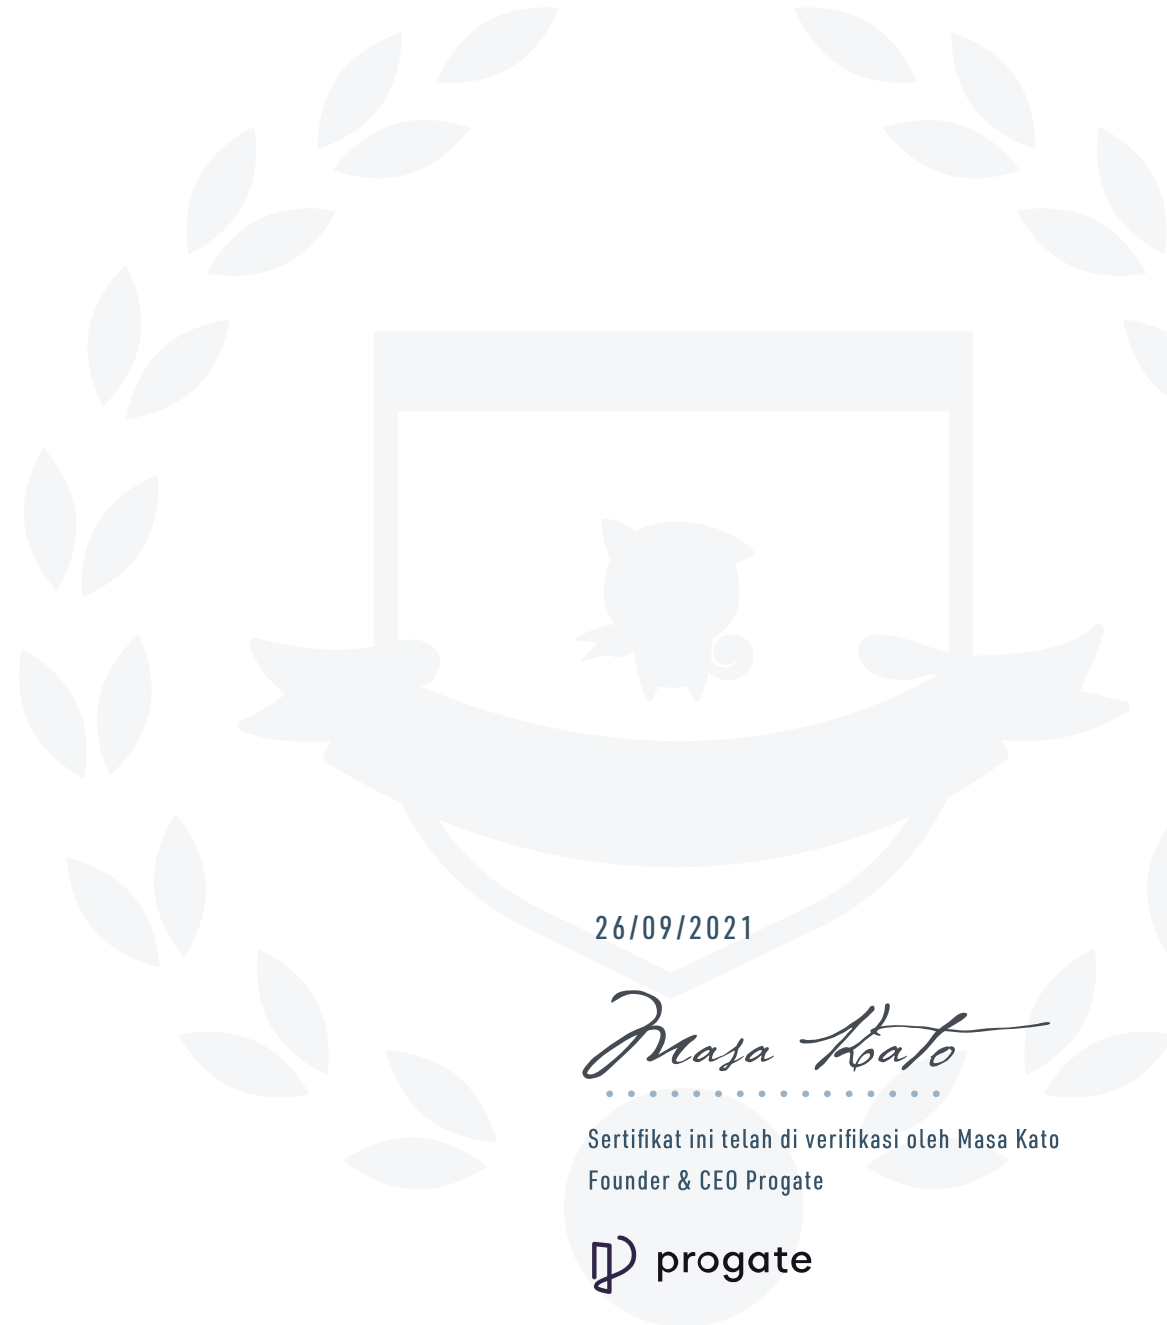 26/09/2021
Masa Kato
Sertifikat ini telah di verifikasi oleh Masa Kato
Founder & CEO Progate
progate